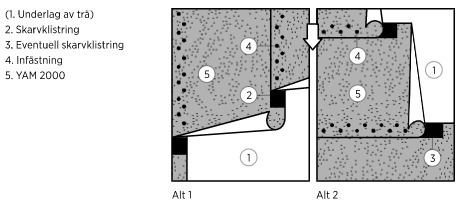 (1. Underlag av trä)
2. Skarvklistring
3. Eventuell skarvklistring
4. Infästning
5. YAM 2000
4
5
2
1
4
1
5
3
Alt 1
Alt 2